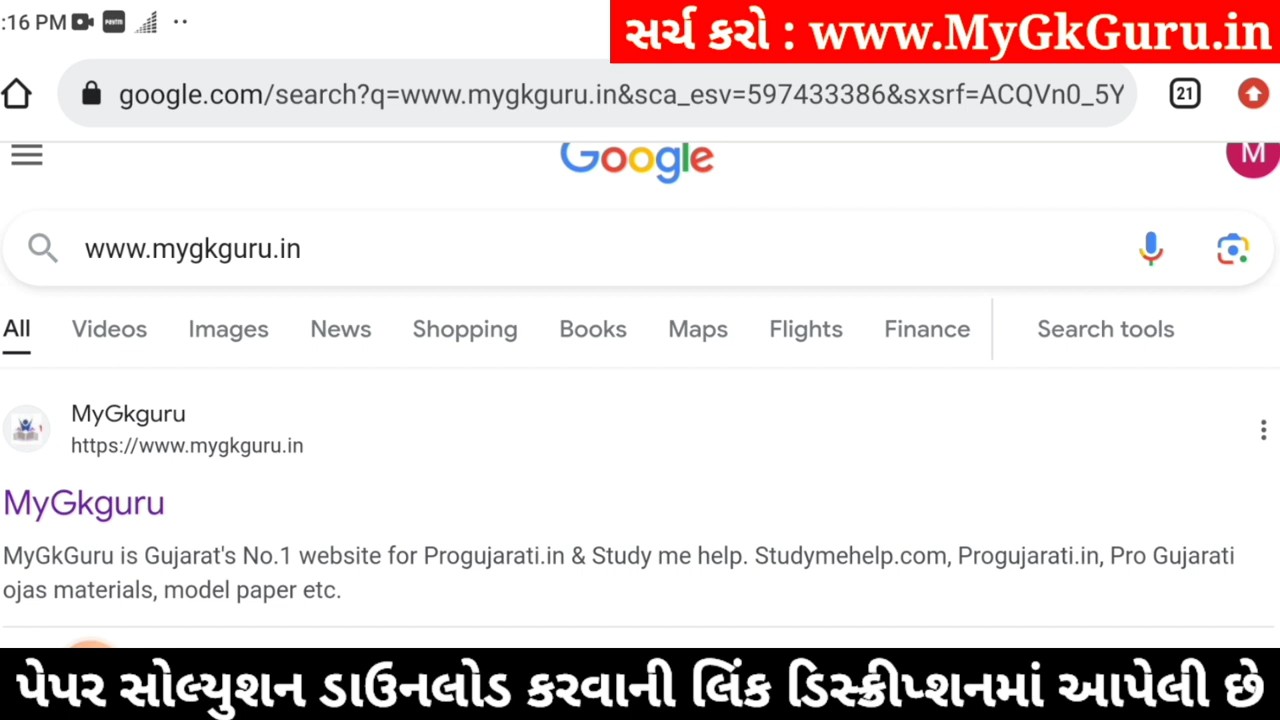 :16 PM
સર્ચ કરો : www.MyGkGuru.in
google.com/search?q=www.mygkguru.in&sca_esv=597433386&sxsrf=ACQVn0_5Y
21
Google
M
www.mygkguru.in
All Videos Images News Shopping Books Maps Flights Finance Search tools
MyGkguru
https://www.mygkguru.in
MyGkguru
MyGkGuru is Gujarat's No.1 website for Progujarati.in & Study me help. Studymehelp.com, Progujarati.in, Pro Gujarati
ojas materials, model paper etc.
પેપર સોલ્યુશન ડાઉનલોડ કરવાની લિંક ડિસ્ક્રીપ્શનમાં આપેલી છે